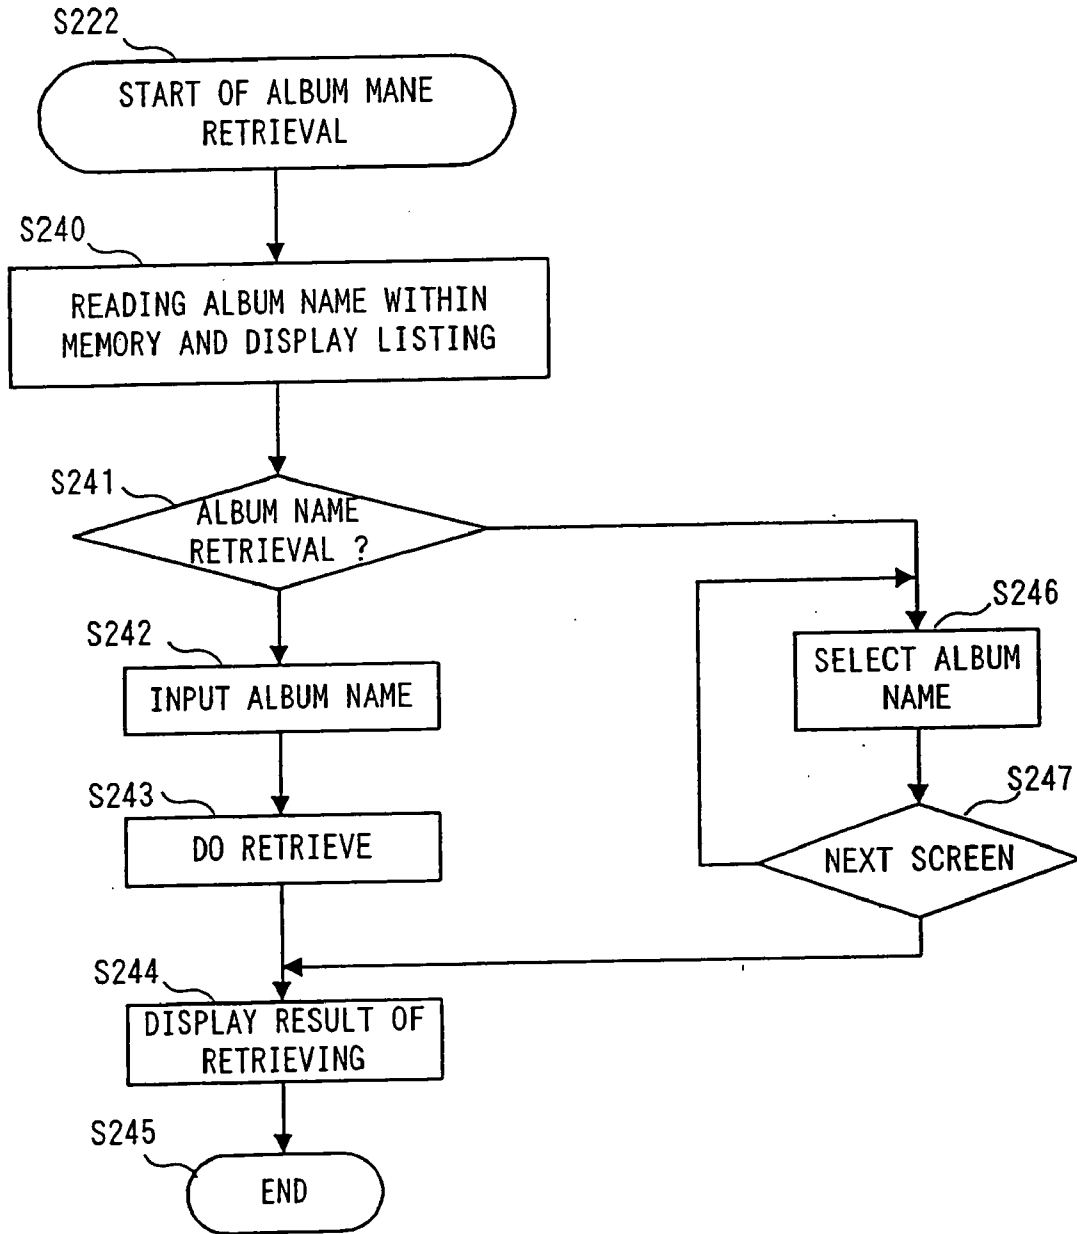 S222
START OF ALBUM MANE
RETRIEVAL
S240
READING ALBUM NAME WITHIN
MEMORY AND DISPLAY LISTING
S241
ALBUM NAME
RETRIEVAL ?
S242
INPUT ALBUM NAME
S246
SELECT ALBUM
NAME
S243
DO RETRIEVE
S247
NEXT SCREEN
S244
DISPLAY RESULT OF
RETRIEVING
S245
END